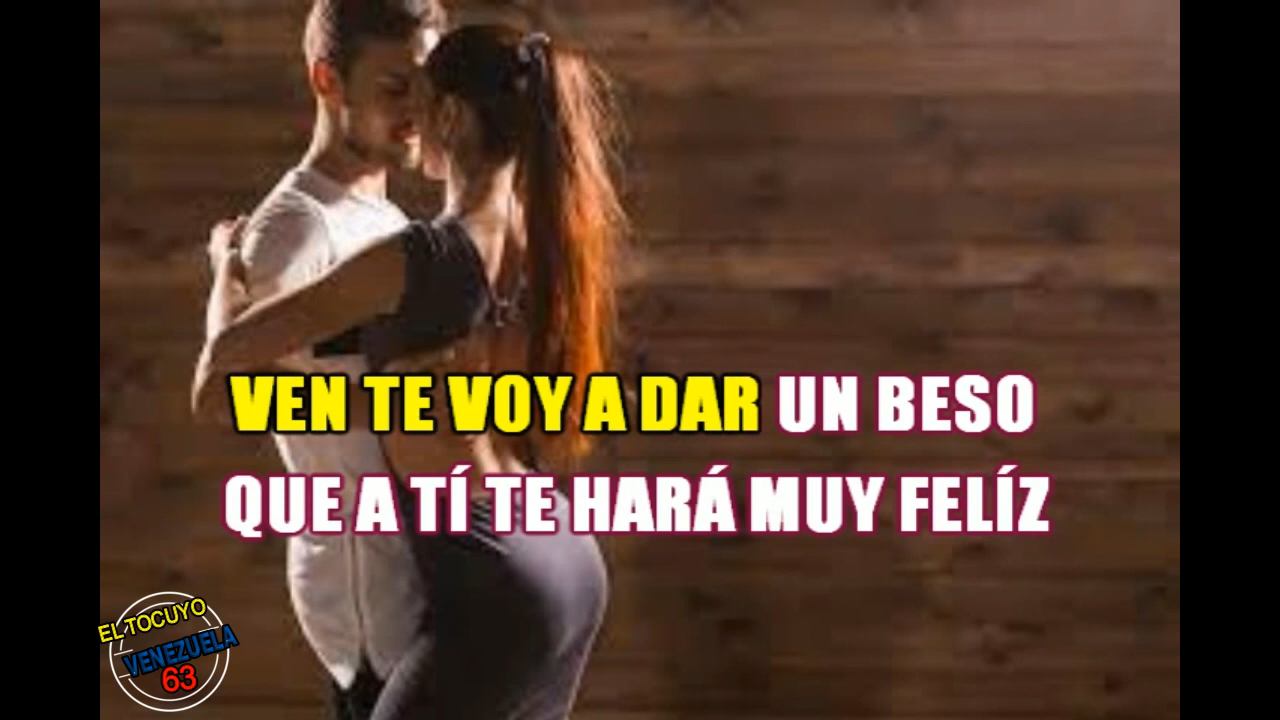 VEN TE VOY A DAR UN BESO
QUE A TÍ TE HARÁ MUY FELÍZ
EL TOCUYO
VENEZUELA
63